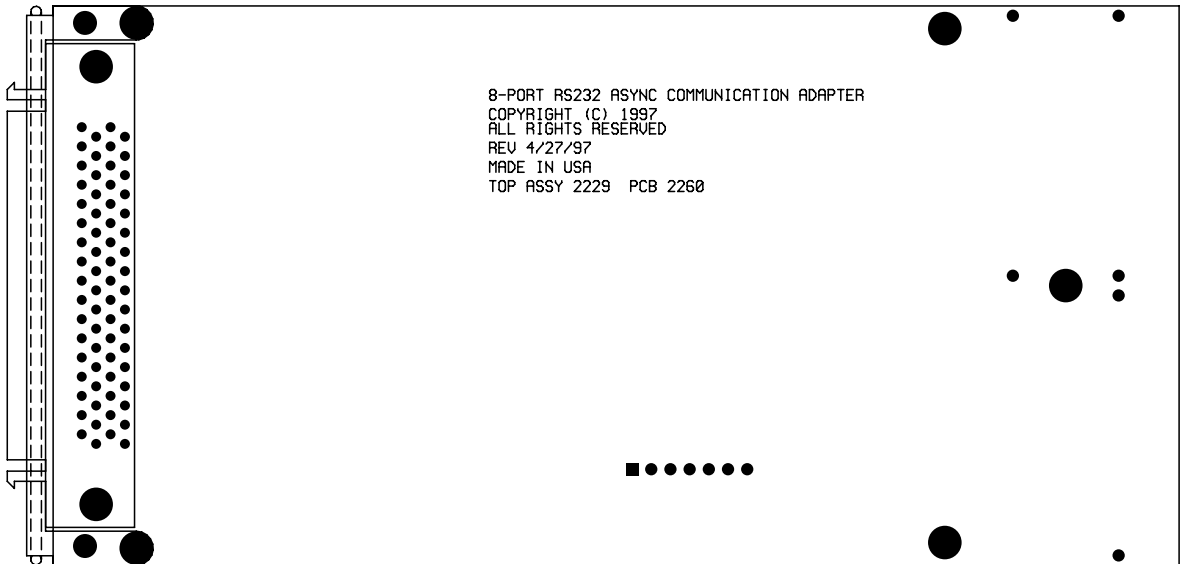 8-PORT RS232 ASYNC COMMUNICATION ADAPTER
COPYRIGHT (C) 1997
ALL RIGHTS RESERVED
REV 4/27/97
MADE IN USA
TOP ASSY 2229 PCB 2260